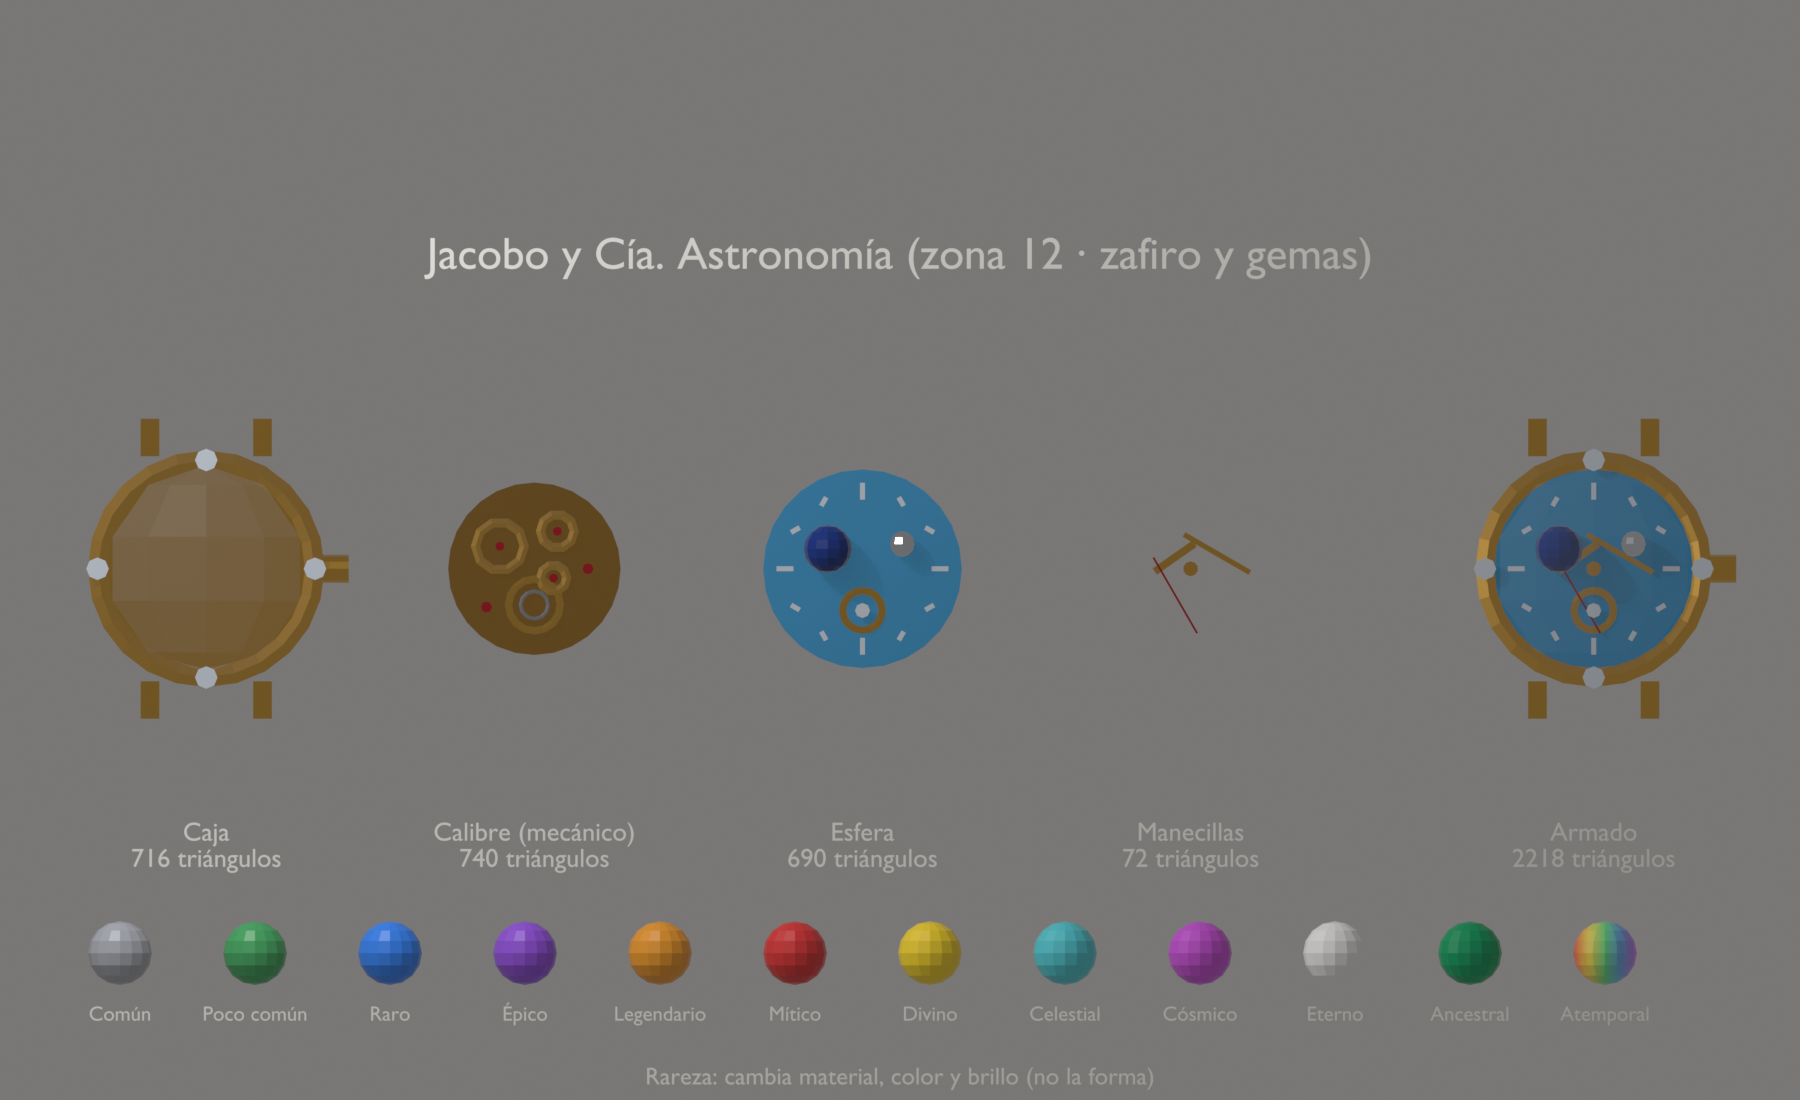 Jacobo y Cía. Astronomía (zona 12 · zafiro y gemas)
Caja
716 triángulos
Calibre (mecánico)
740 triángulos
Esfera
690 triángulos
Manecillas
72 triángulos
Armado
2218 triángulos
Común
Poco común
Raro
Épico
Legendario
Mítico
Divino
Celestial
Cósmico
Eterno
Ancestral
Atemporal
Rareza: cambia material, color y brillo (no la forma)